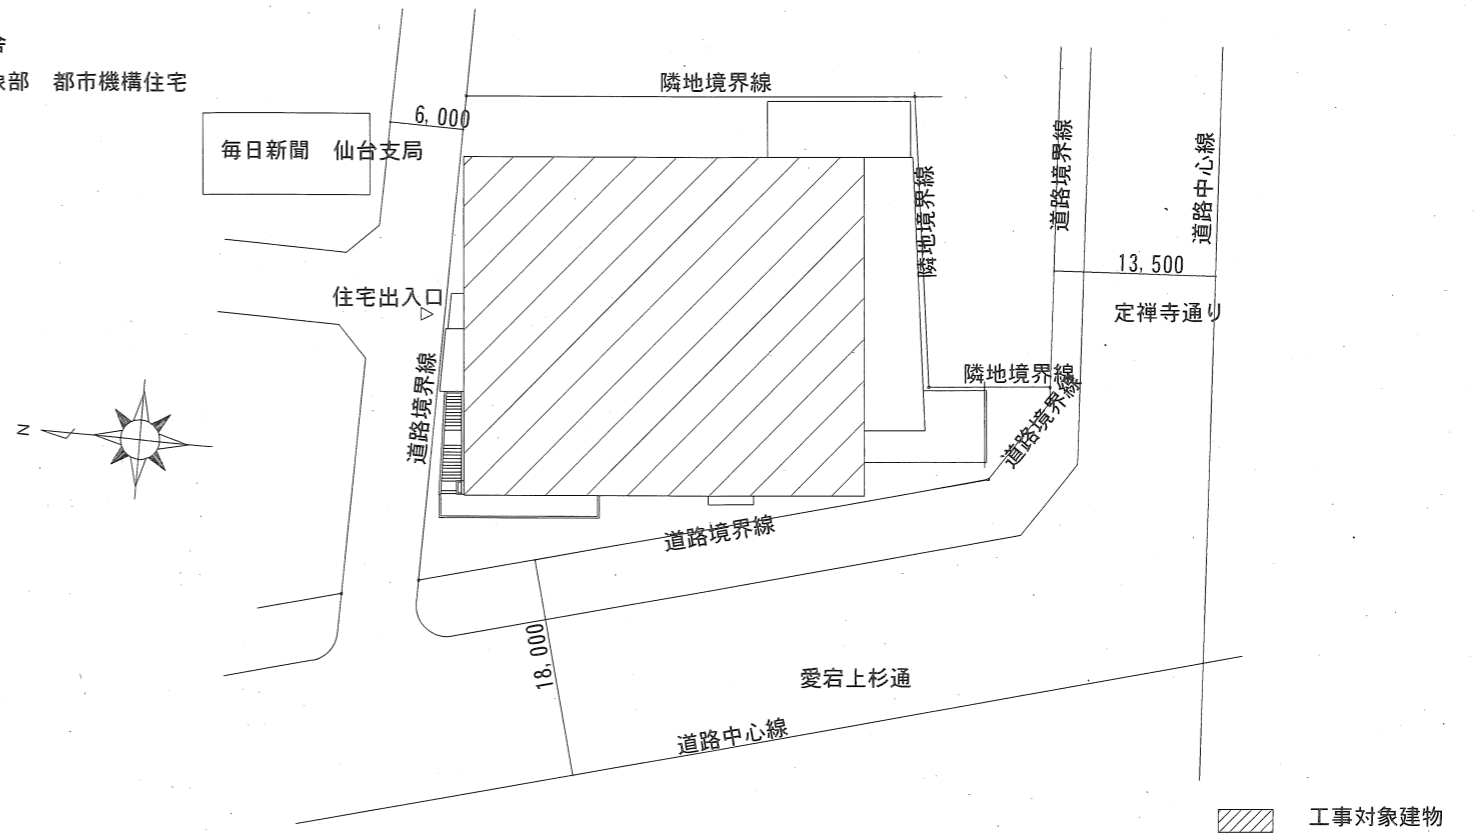 舎
象部　都市機構住宅
隣地境界線
6,000
毎日新聞　仙台支局
道路境界線
道路中心線
隣地境界線
13,500
住宅出入口
定禅寺通り
道路境界線
隣地境界線
道路境界線
N
道路境界線
18,000
愛宕上杉通
道路中心線
工事対象建物